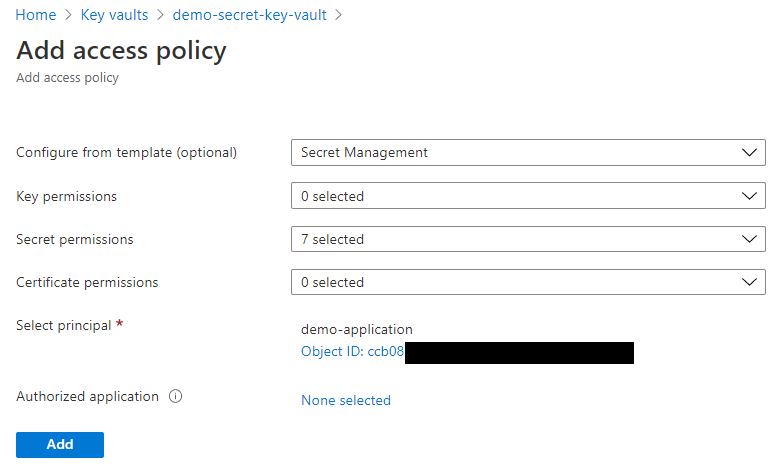 Home > Key vaults > demo-secret-key-vault >
Add access policy
Add access policy
Configure from template (optional) Secret Management
Key permissions 0 selected
Secret permissions 7 selected
Certificate permissions 0 selected
Select principal * demo-application
Object ID: ccb08
Authorized application None selected
Add